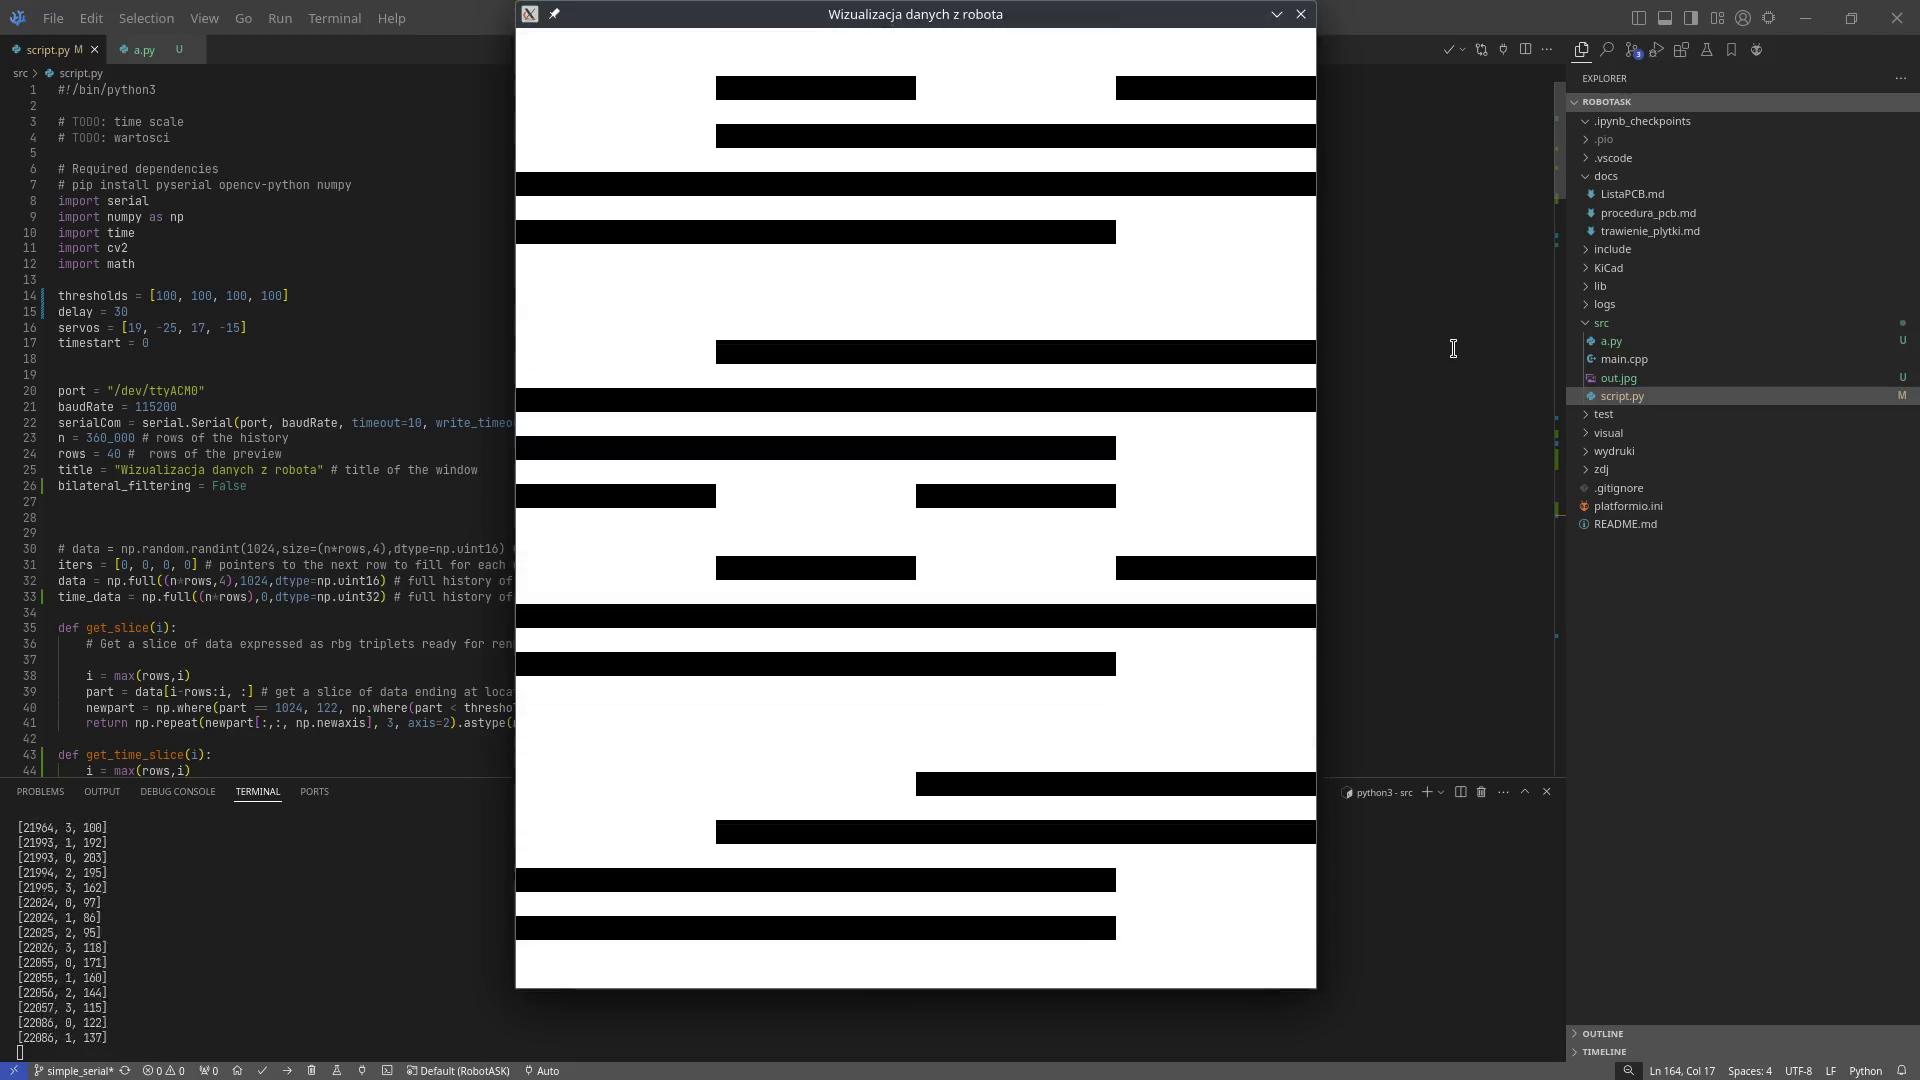 File Edit Selection View Go Run Terminal Help
Wizualizacja danych z robota
script.py M
a.py U
src > script.py
1 #!/bin/python3
2
3 # TODO: time scale
4 # TODO: wartosci
5
6 # Required dependencies
7 # pip install pyserial opencv-python numpy
8 import serial
9 import numpy as np
10 import time
11 import cv2
12 import math
13
14 thresholds = [100, 100, 100, 100]
15 delay = 30
16 servos = [19, -25, 17, -15]
17 timestart = 0
18
19
20 port = "/dev/ttyACM0"
21 baudRate = 115200
22 serialCom = serial.Serial(port, baudRate, timeout=10, write_timeo
23 n = 360_000 # rows of the history
24 rows = 40 #  rows of the preview
25 title = "Wizualizacja danych z robota" # title of the window
26 bilateral_filtering = False
27
28
29
30 # data = np.random.randint(1024,size=(n*rows,4),dtype=np.uint16)
31 iters = [0, 0, 0, 0] # pointers to the next row to fill for each
32 data = np.full((n*rows,4),1024,dtype=np.uint16) # full history of
33 time_data = np.full((n*rows),0,dtype=np.uint32) # full history of
34
35 def get_slice(i):
36 # Get a slice of data expressed as rbg triplets ready for ren
37
38 i = max(rows,i)
39 part = data[i-rows:i, :] # get a slice of data ending at loca
40 newpart = np.where(part == 1024, 122, np.where(part < thresho
41 return np.repeat(newpart[:,:, np.newaxis], 3, axis=2).astype(
42
43 def get_time_slice(i):
44 i = max(rows,i)
PROBLEMS OUTPUT DEBUG CONSOLE TERMINAL PORTS
python3 - src
[21964, 3, 100]
[21993, 1, 192]
[21993, 0, 203]
[21994, 2, 195]
[21995, 3, 162]
[22024, 0, 97]
[22024, 1, 86]
[22025, 2, 95]
[22026, 3, 118]
[22055, 0, 171]
[22055, 1, 160]
[22056, 2, 144]
[22057, 3, 115]
[22086, 0, 122]
[22086, 1, 137]
3
EXPLORER
ROBOTASK
.ipynb_checkpoints
.pio
.vscode
docs
ListaPCB.md
procedura_pcb.md
trawienie_plytki.md
include
KiCad
lib
logs
src
a.py U
main.cpp
out.jpg U
script.py M
test
visual
wydruki
zdj
.gitignore
platformio.ini
README.md
OUTLINE
TIMELINE
simple_serial* 0 0 0 Default (RobotASK) Auto
Ln 164, Col 17 Spaces: 4 UTF-8 LF Python